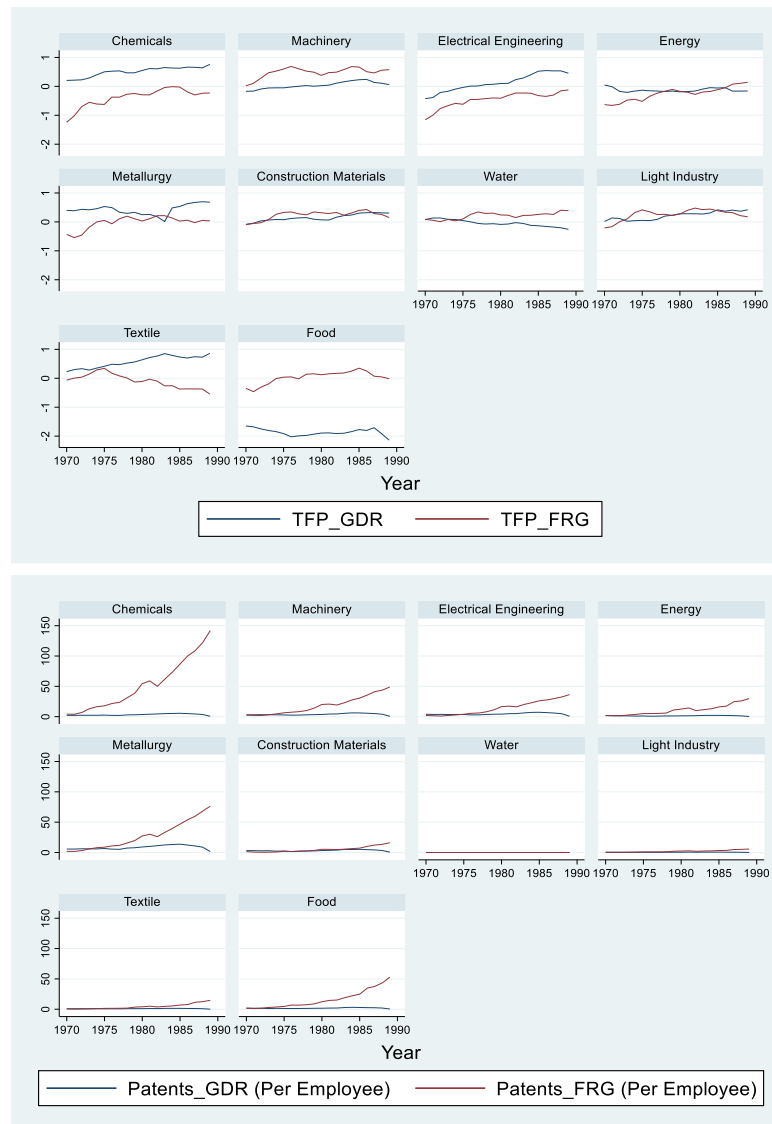 Chemicals Machinery Electrical Engineering Energy
1
0
-1
-2
Metallurgy Construction Materials Water Light Industry
1
0
-1
-2
1970 1975 1980 1985 1990 1970 1975 1980 1985 1990
Textile Food
1
0
-1
-2
1970 1975 1980 1985 1990 1970 1975 1980 1985 1990
Year
TFP_GDR TFP_FRG
Chemicals Machinery Electrical Engineering Energy
150
100
50
0
Metallurgy Construction Materials Water Light Industry
150
100
50
0
1970 1975 1980 1985 1990 1970 1975 1980 1985 1990
Textile Food
150
100
50
0
1970 1975 1980 1985 1990 1970 1975 1980 1985 1990
Year
Patents_GDR (Per Employee) Patents_FRG (Per Employee)